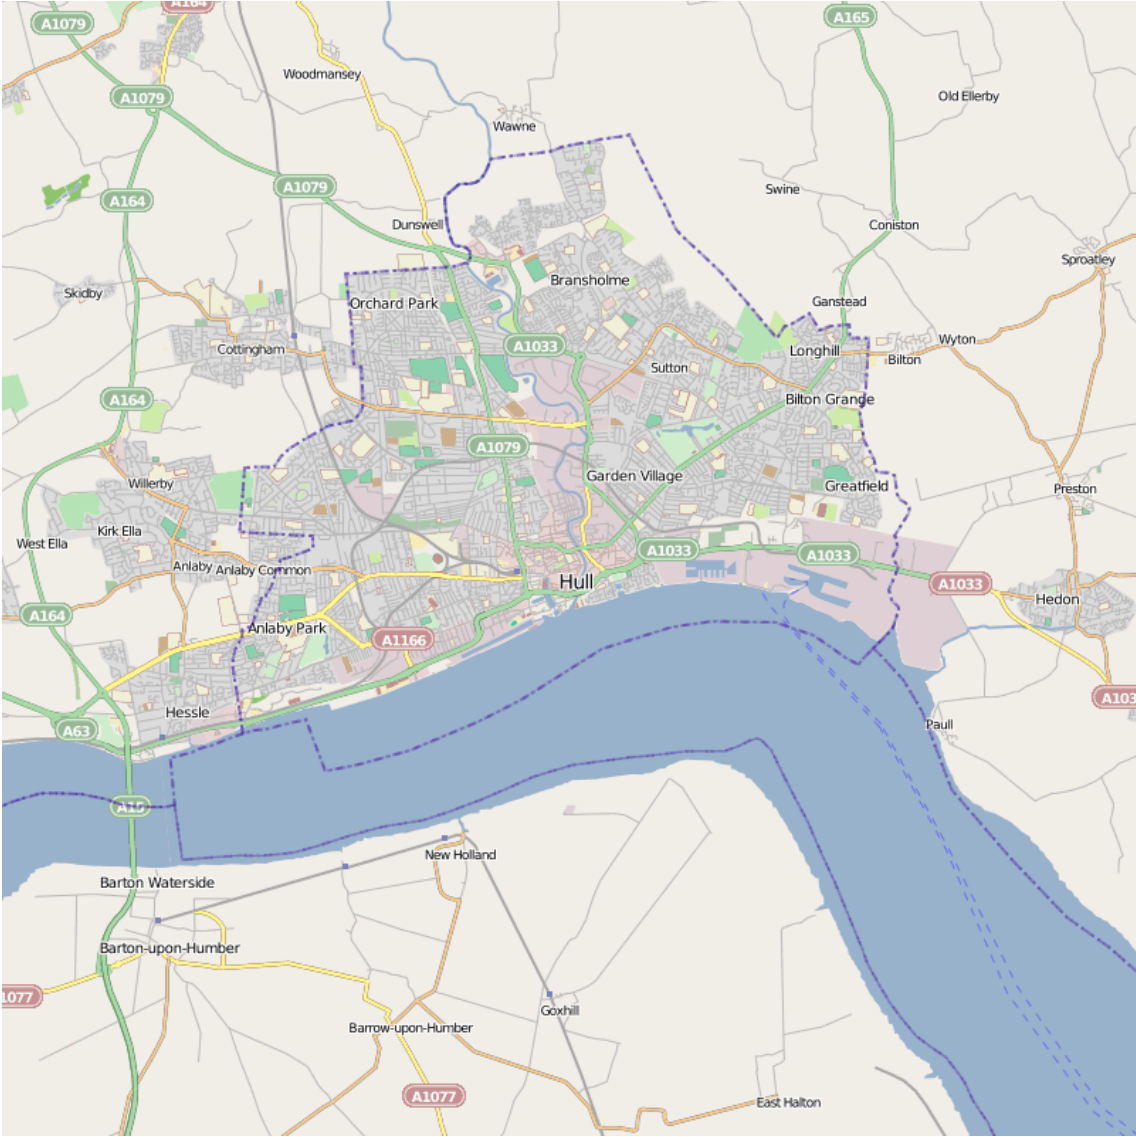 A164
A1079
A165
Woodmansey
A1079
Old Ellerby
Wawne
A1079
Swine
A164
Dunswell
Coniston
Sproatley
Skidby
Bransholme
Orchard Park
Ganstead
A1033
Cottingham
Longhill
Wyton
Bilton
Sutton
A164
Bilton Grange
A1079
Willerby
Garden Village
Greatfield
Preston
Kirk Ella
West Ella
A1033
A1033
Anlaby
Anlaby Common
Hull
A1033
Hedon
A164
Anlaby Park
A1166
A103
Hessle
Paull
A63
A15
New Holland
Barton Waterside
Barton-upon-Humber
1077
Goxhill
Barrow-upon-Humber
A1077
East Halton